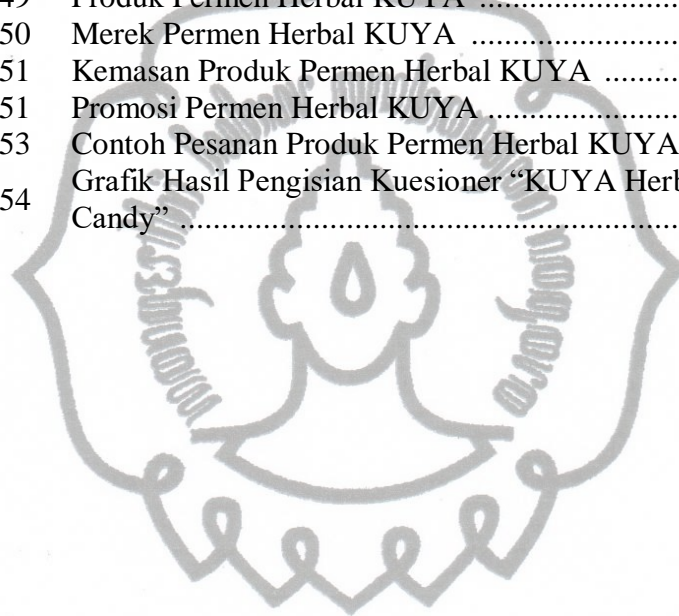 49 Produk Permen Herbal KUYA ..............................
50 Merek Permen Herbal KUYA ...............................
51 Kemasan Produk Permen Herbal KUYA ...........
51 Promosi Permen Herbal KUYA .............................
53 Contoh Pesanan Produk Permen Herbal KUYA
54 Grafik Hasil Pengisian Kuesioner “KUYA Herb
Candy” ......................................................................